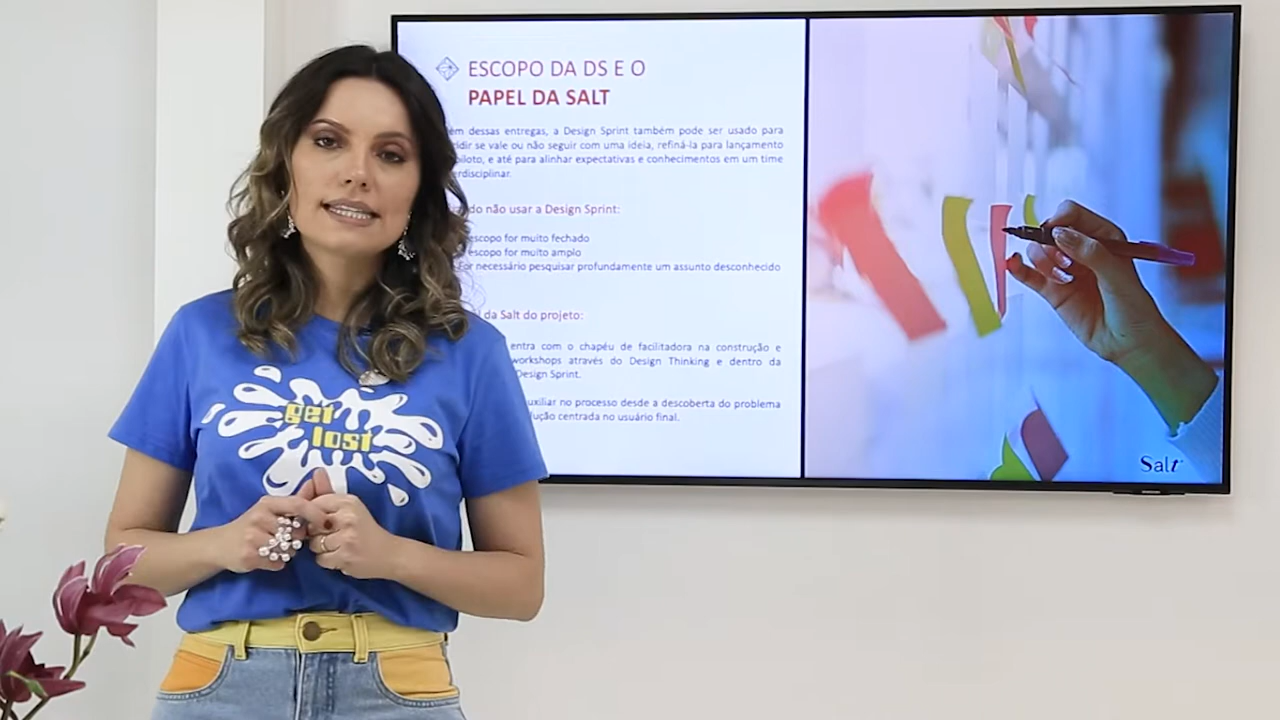 ESCOPO DA DS E O
PAPEL DA SALT
dessas entregas, a Design Sprint também pode ser usado para
se vale ou não seguir com uma ideia, refiná-la para lançamento
piloto, e até para alinhar expectativas e conhecimentos em um time
não usar a Design Sprint:
escopo for muito fechado
escopo for muito amplo
For necessário pesquisar profundamente um assunto desconhecido
da Salt do projeto:
entra com o chapéu de facilitadora na construção e
workshops através do Design Thinking e dentro da
Design Sprint.
no processo desde a descoberta do problema
centrada no usuário final.
get
lost
Salt